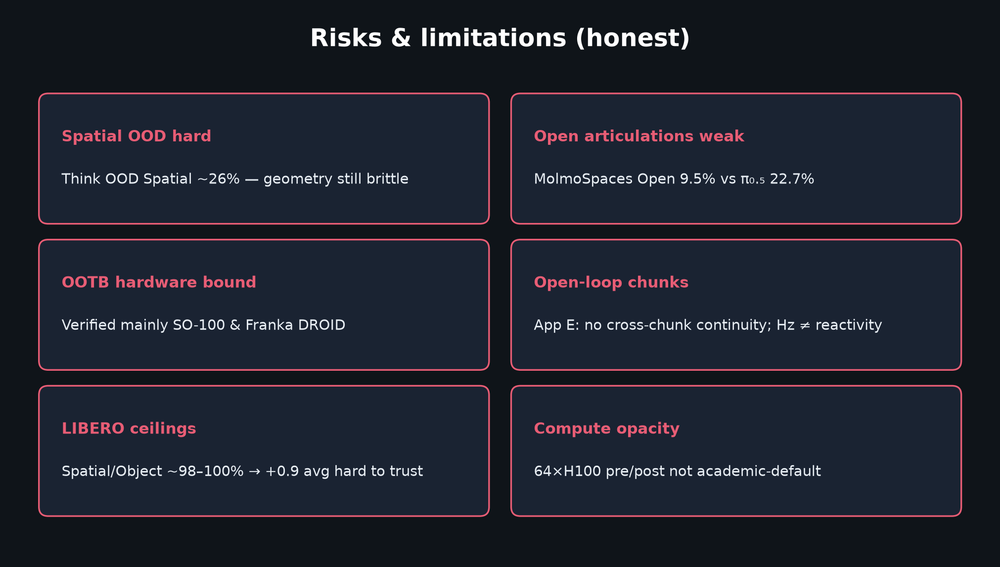 Risks & limitations (honest)
Spatial OOD hard
Think OOD Spatial ~26% — geometry still brittle
Open articulations weak
MolmoSpaces Open 9.5% vs π₀.₅ 22.7%
OOTB hardware bound
Verified mainly SO-100 & Franka DROID
Open-loop chunks
App E: no cross-chunk continuity; Hz ≠ reactivity
LIBERO ceilings
Spatial/Object ~98–100% → +0.9 avg hard to trust
Compute opacity
64×H100 pre/post not academic-default